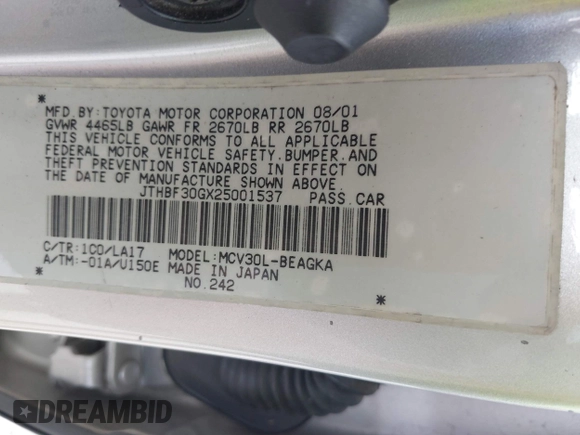 MFD. BY: TOYOTA MOTOR CORPORATION 08/01
GVWR 4465LB GAWR FR 2670LB RR 2670LB
THIS VEHICLE CONFORMS TO ALL APPLICABLE
FEDERAL MOTOR VEHICLE SAFETY, BUMPER, AND
THEFT PREVENTION STANDARDS IN EFFECT ON
THE DATE OF MANUFACTURE SHOWN ABOVE.
JTHBF30GX25001537 PASS. CAR
C/TR: 1C0/LA17 MODEL: MCV30L-BEAGKA
A/TM: -01A/U150E MADE IN JAPAN
NO. 242
DREAMBID